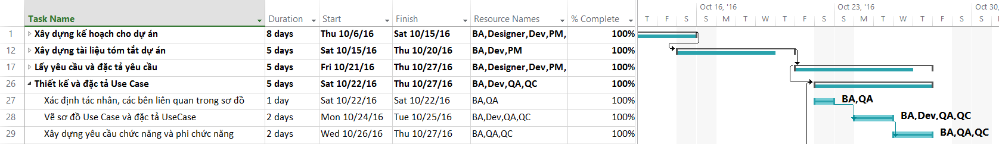 Oct 16, '16 Oct 23, '16 Oct 30,
Task Name Duration Start Finish Resource Names % Complete T F S S M T W T F S S M T W T F S S M
1 Xây dựng kế hoạch cho dự án 8 days Thu 10/6/16 Sat 10/15/16 BA,Designer,Dev,PM, 100%
12 Xây dựng tài liệu tóm tắt dự án 5 days Sat 10/15/16 Thu 10/20/16 BA,Dev,PM 100%
17 Lấy yêu cầu và đặc tả yêu cầu 5 days Fri 10/21/16 Thu 10/27/16 BA,Designer,Dev,PM, 100%
26 Thiết kế và đặc tả Use Case 5 days Sat 10/22/16 Thu 10/27/16 BA,Dev,QA,QC 100%
27 Xác định tác nhân, các bên liên quan trong sơ đồ 1 day Sat 10/22/16 Sat 10/22/16 BA,QA 100% BA,QA
28 Vẽ sơ đồ Use Case và đặc tả UseCase 2 days Mon 10/24/16 Tue 10/25/16 BA,Dev,QA,QC 100% BA,Dev,QA,QC
29 Xây dựng yêu cầu chức năng và phi chức năng 2 days Wed 10/26/16 Thu 10/27/16 BA,QA,QC 100% BA,QA,QC